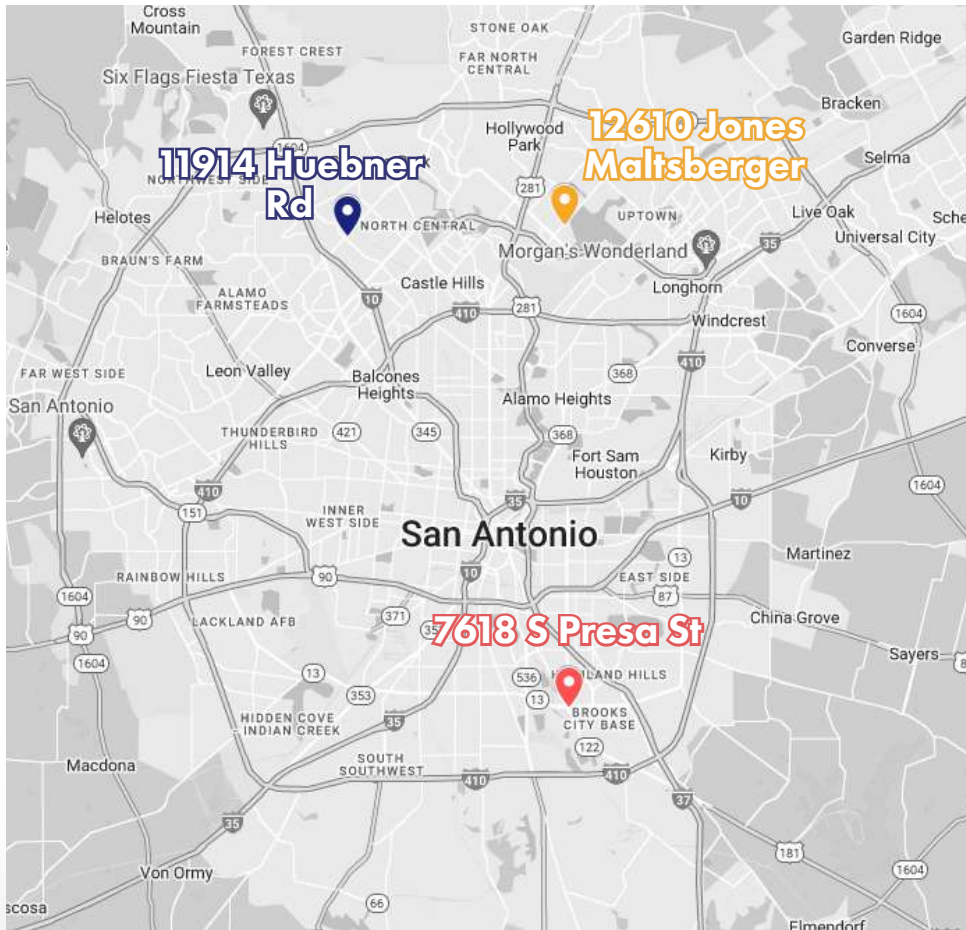 Cross
Mountain
STONE OAK
Garden Ridge
FOREST CREST
FAR NORTH
CENTRAL
Six Flags Fiesta Texas
Bracken
12610 Jones
Maltsberger
Hollywood
Park
1604
11914 Huebner
Rd
Selma
NORTHWEST SIDE
281
Helotes
NORTH CENTRAL
UPTOWN
Live Oak
Universal City
BRAUN'S FARM
Morgan's Wonderland
35
Castle Hills
Longhorn
ALAMO
FARMSTEADS
10
281
410
Windcrest
1604
Converse
410
FAR WEST SIDE
Leon Valley
Balcones
Heights
368
San Antonio
Alamo Heights
THUNDERBIRD
HILLS
421
345
368
Fort Sam
Houston
Kirby
410
35
10
1604
151
INNER
WEST SIDE
San Antonio
Martinez
13
RAINBOW HILLS
90
10
EAST SIDE
87
1604
90
LACKLAND AFB
371
China Grove
90
7618 S Presa St
1604
Sayers
13
353
536
HIGHLAND HILLS
13
HIDDEN COVE
INDIAN CREEK
35
BROOKS
CITY BASE
122
Macdona
SOUTH
SOUTHWEST
410
410
37
35
181
Von Ormy
1604
66
Elmendorf